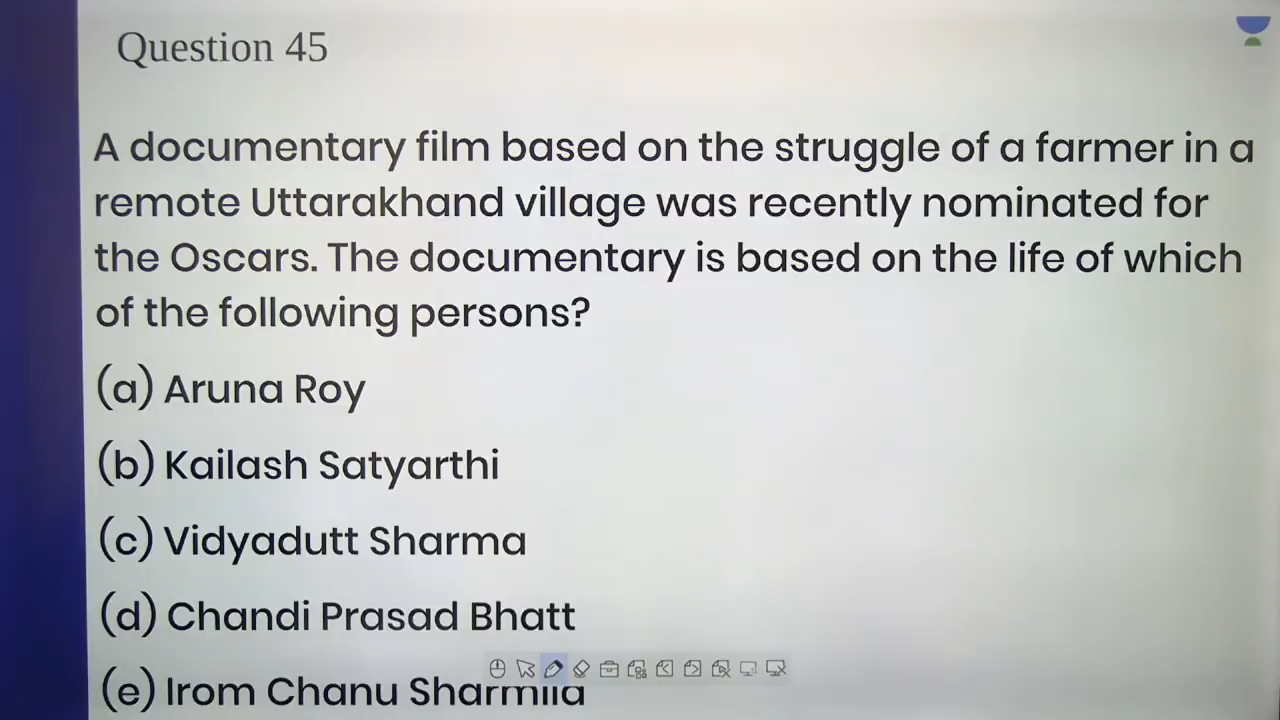 Question 45
A documentary film based on the struggle of a farmer in a
remote Uttarakhand village was recently nominated for
the Oscars. The documentary is based on the life of which
of the following persons?
(a) Aruna Roy
(b) Kailash Satyarthi
(c) Vidyadutt Sharma
(d) Chandi Prasad Bhatt
(e) Irom Chanu Sharmila